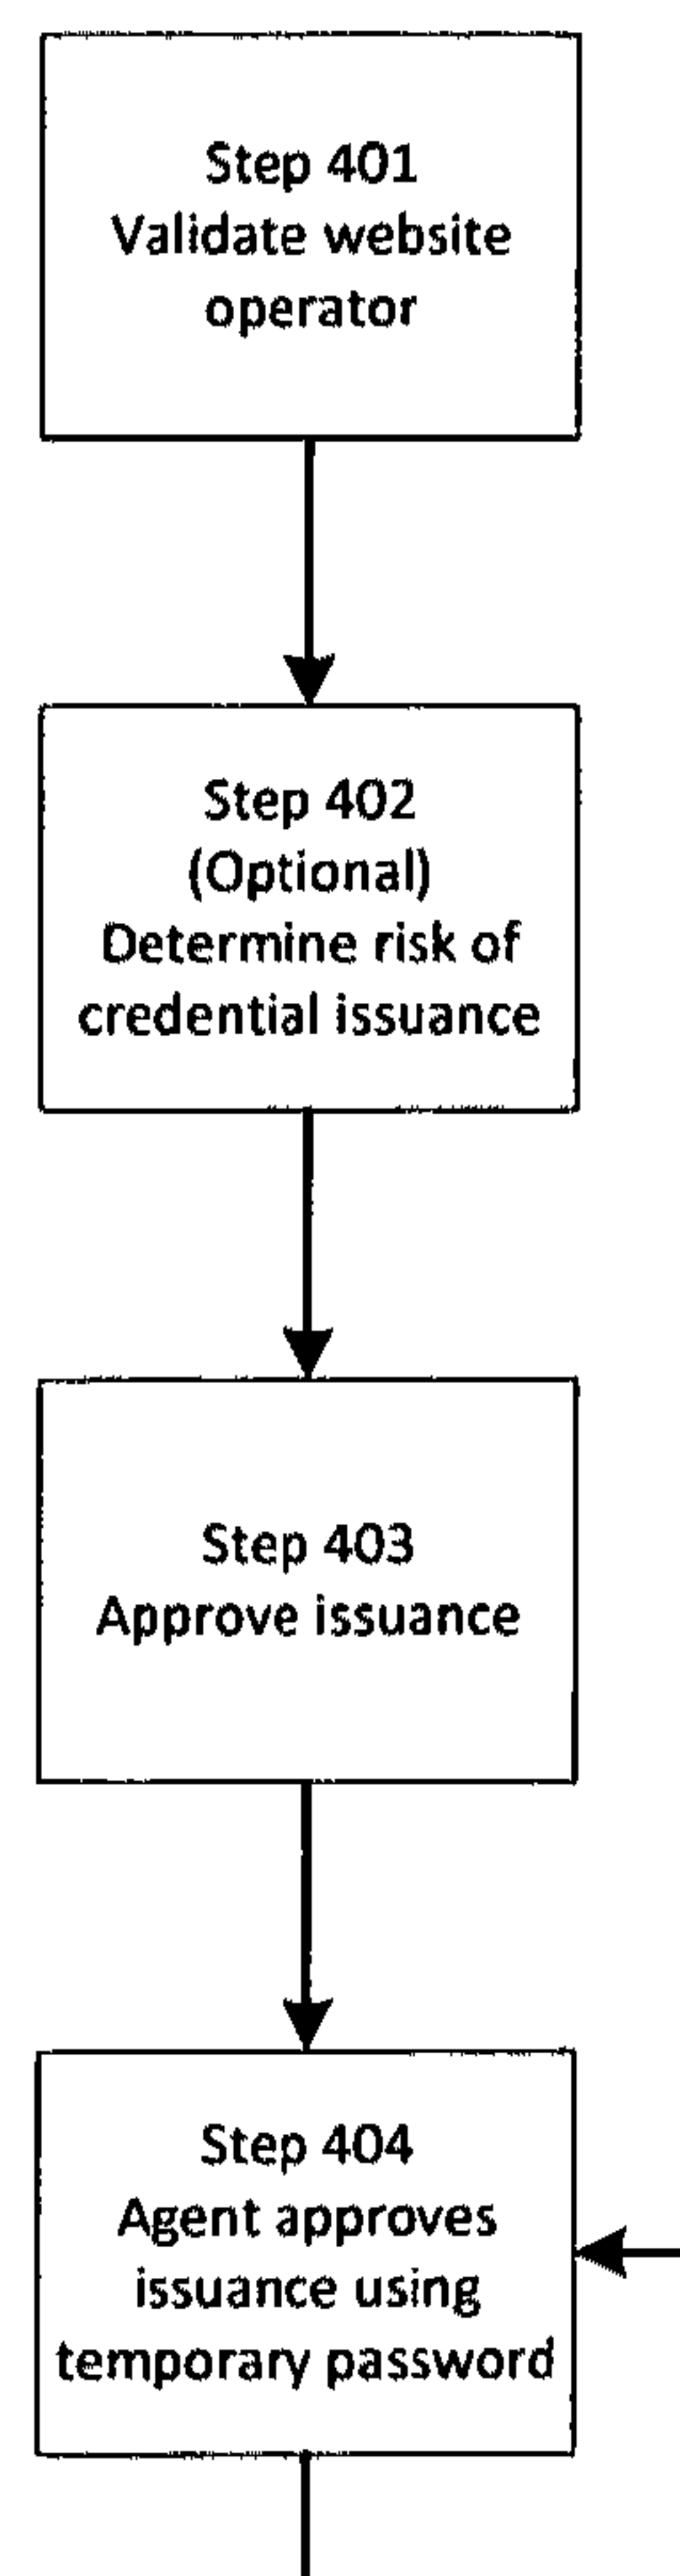 Step 401
Validate website
operator
Step 402
(Optional)
Determine risk of
credential issuance
Step 403
Approve issuance
Step 404
Agent approves
issuance using
temporary password